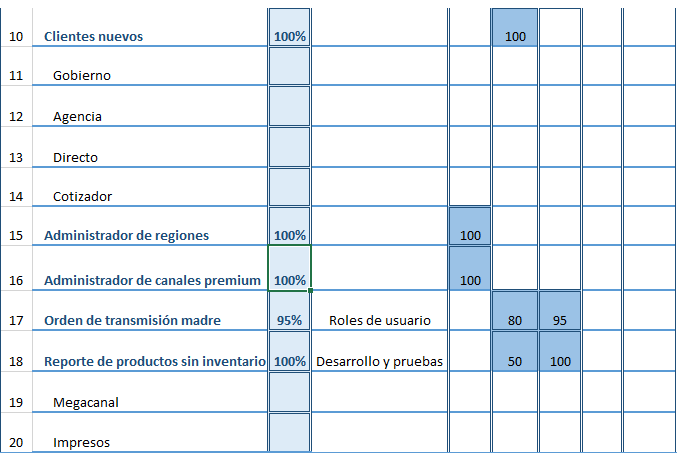 10 Clientes nuevos 100% 100
11 Gobierno
12 Agencia
13 Directo
14 Cotizador
15 Administrador de regiones 100% 100
16 Administrador de canales premium 100% 100
17 Orden de transmisión madre 95% Roles de usuario 80 95
18 Reporte de productos sin inventario 100% Desarrollo y pruebas 50 100
19 Megacanal
20 Impresos